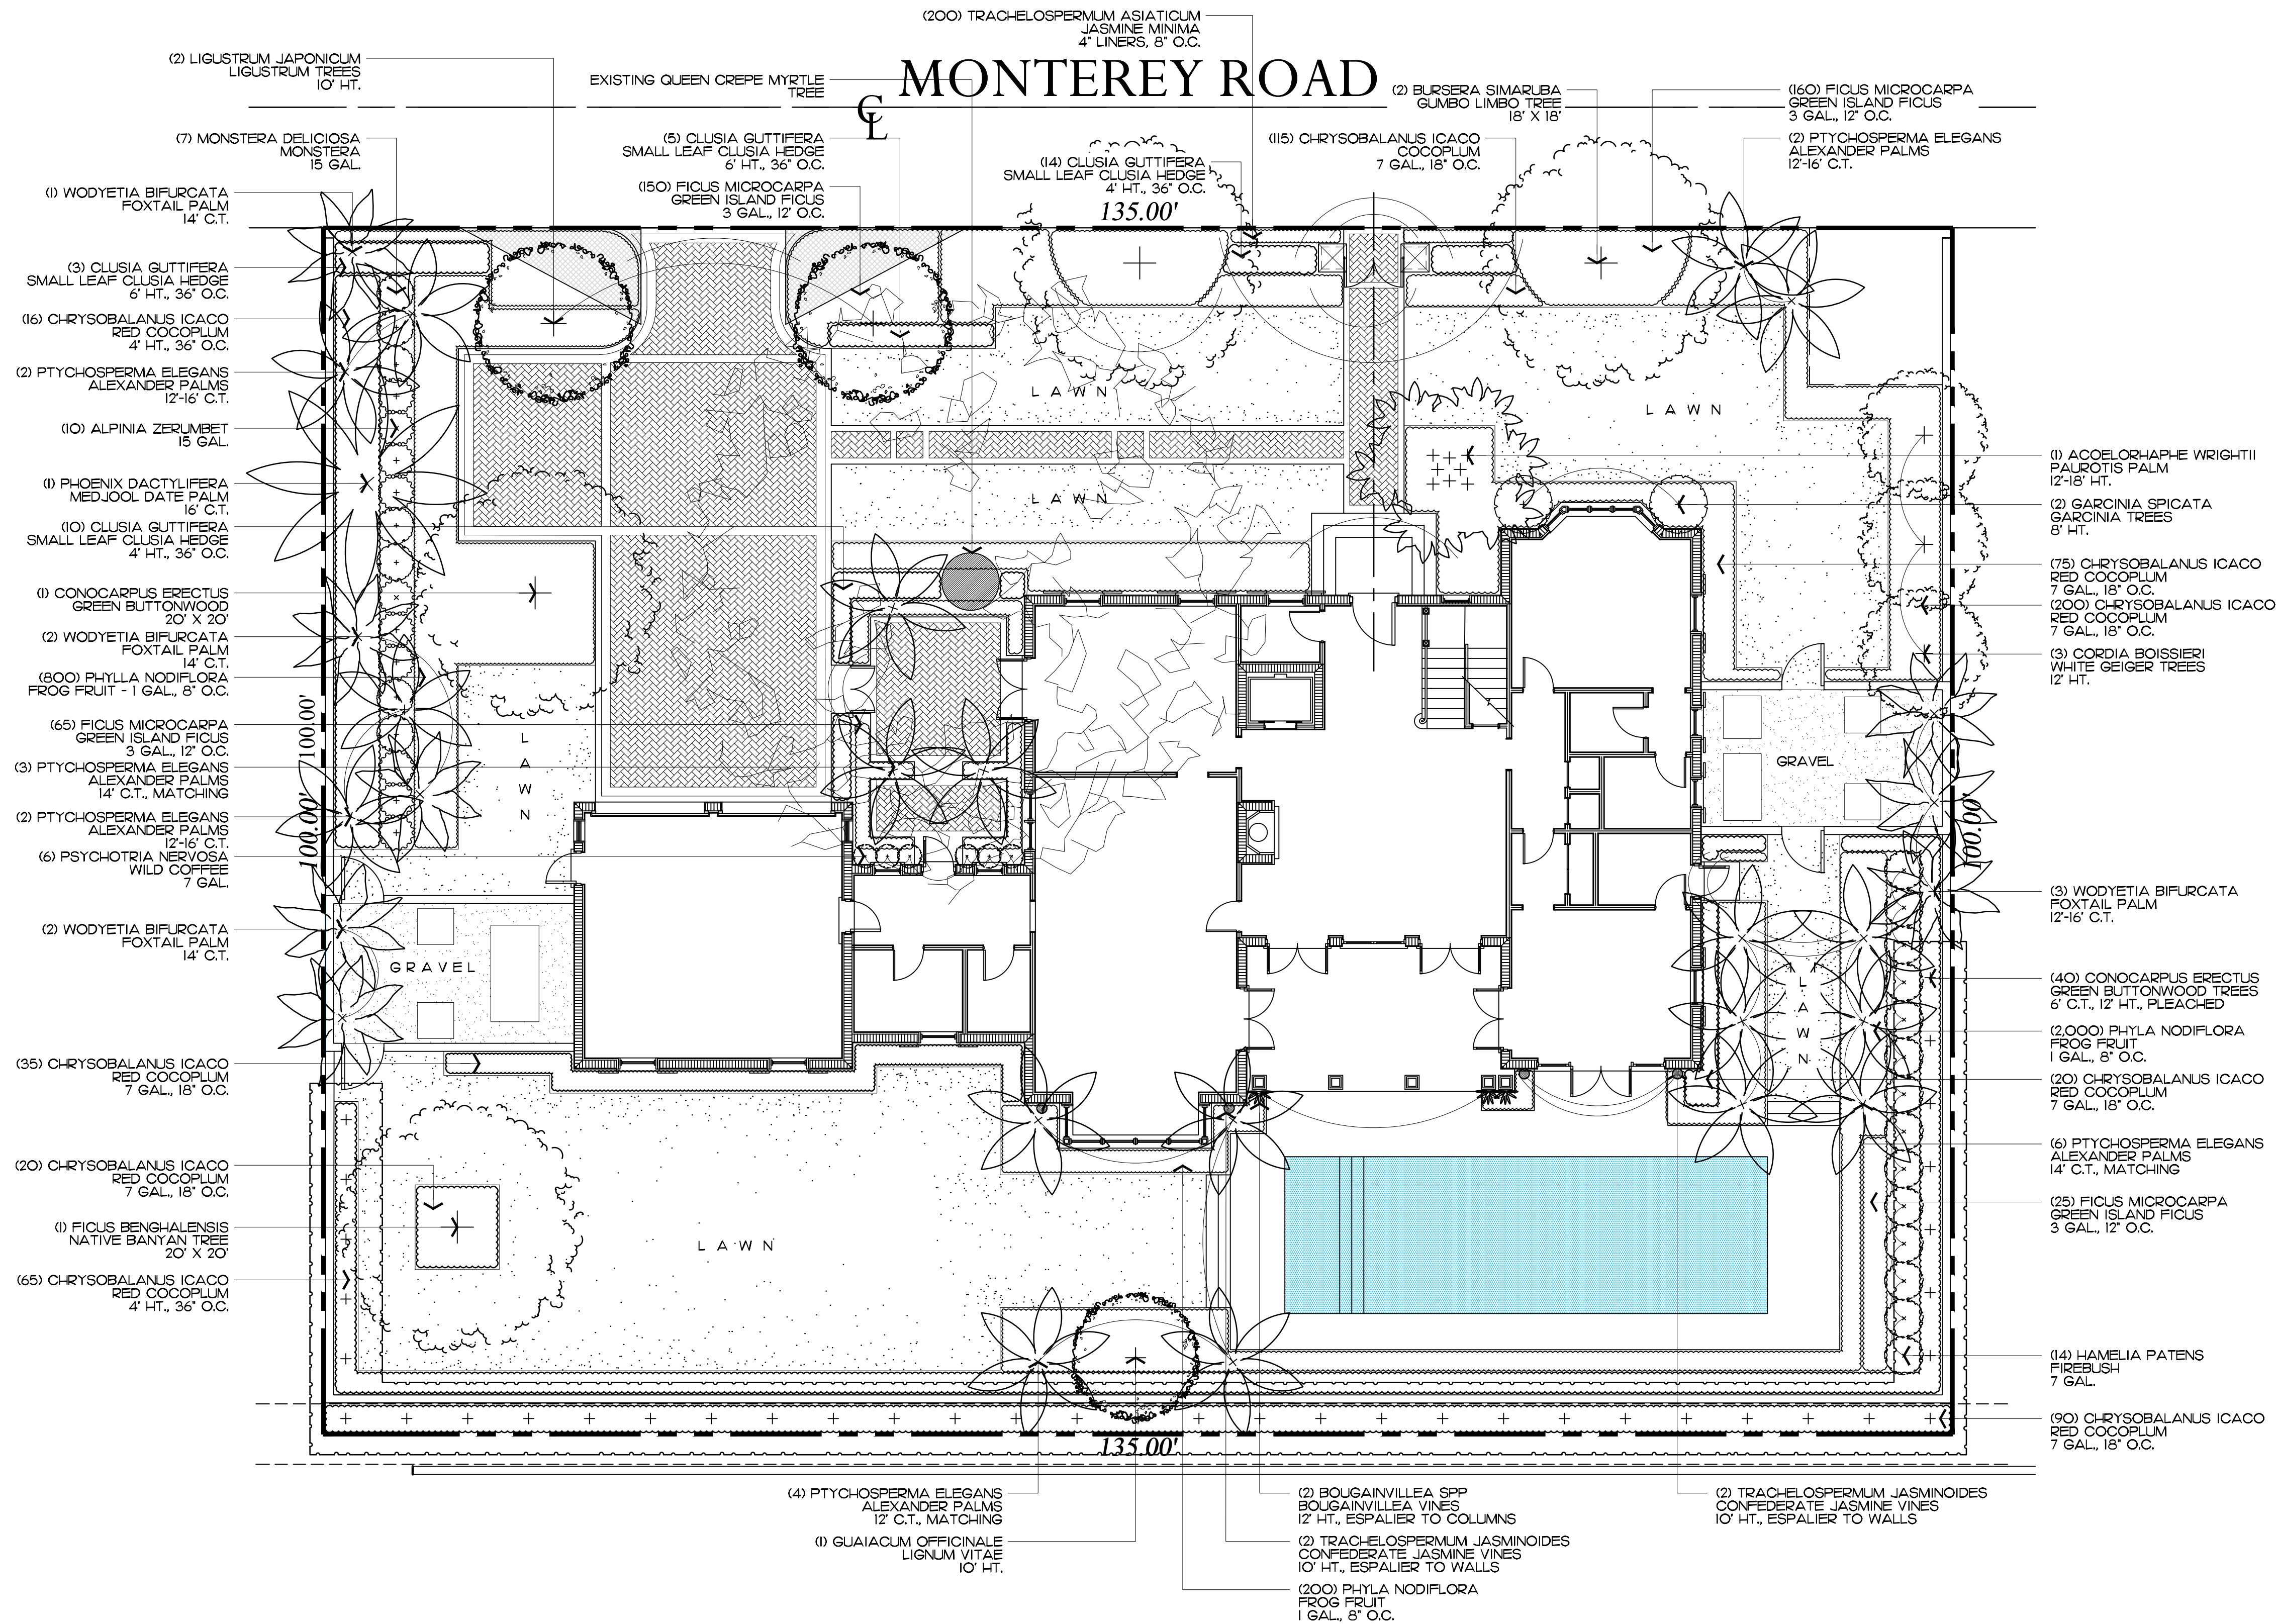 (200) TRACHELOSPERMUM ASIATICUM
JASMINE MINIMA
4" LINERS, 8" O.C.
MONTEREY ROAD
CL
(2) LIGUSTRUM JAPONICUM
LIGUSTRUM TREES
10' HT.
EXISTING QUEEN CREPE MYRTLE
TREE
(2) BURSERA SIMARUBA
GUMBO LIMBO TREE
18' X 18'
(160) FICUS MICROCARPA
GREEN ISLAND FICUS
3 GAL., 12" O.C.
(7) MONSTERA DELICIOSA
MONSTERA
15 GAL.
(5) CLUSIA GUTTIFERA
SMALL LEAF CLUSIA HEDGE
6' HT., 36" O.C.
(14) CLUSIA GUTTIFERA
SMALL LEAF CLUSIA HEDGE
4' HT., 36" O.C.
(115) CHRYSOBALANUS ICACO
COCOPLUM
7 GAL., 18" O.C.
(2) PTYCHOSPERMA ELEGANS
ALEXANDER PALMS
12'-16' C.T.
(150) FICUS MICROCARPA
GREEN ISLAND FICUS
3 GAL., 12' O.C.
135.00'
(1) WODYETIA BIFURCATA
FOXTAIL PALM
14' C.T.
(3) CLUSIA GUTTIFERA
SMALL LEAF CLUSIA HEDGE
6' HT., 36" O.C.
(16) CHRYSOBALANUS ICACO
RED COCOPLUM
4' HT., 36" O.C.
(2) PTYCHOSPERMA ELEGANS
ALEXANDER PALMS
12'-16' C.T.
(10) ALPINIA ZERUMBET
15 GAL.
(1) PHOENIX DACTYLIFERA
MEDJOOL DATE PALM
16' C.T.
(10) CLUSIA GUTTIFERA
SMALL LEAF CLUSIA HEDGE
4' HT., 36" O.C.
(1) CONOCARPUS ERECTUS
GREEN BUTTONWOOD
20' X 20'
(2) WODYETIA BIFURCATA
FOXTAIL PALM
14' C.T.
(800) PHYLLA NODIFLORA
FROG FRUIT - 1 GAL., 8" O.C.
(65) FICUS MICROCARPA
GREEN ISLAND FICUS
3 GAL., 12" O.C.
(3) PTYCHOSPERMA ELEGANS
ALEXANDER PALMS
14' C.T., MATCHING
(2) PTYCHOSPERMA ELEGANS
ALEXANDER PALMS
12'-16' C.T.
(6) PSYCHOTRIA NERVOSA
WILD COFFEE
7 GAL.
(2) WODYETIA BIFURCATA
FOXTAIL PALM
14' C.T.
(35) CHRYSOBALANUS ICACO
RED COCOPLUM
7 GAL., 18" O.C.
(20) CHRYSOBALANUS ICACO
RED COCOPLUM
7 GAL., 18" O.C.
(1) FICUS BENGHALENSIS
NATIVE BANYAN TREE
20' X 20'
(65) CHRYSOBALANUS ICACO
RED COCOPLUM
4' HT., 36" O.C.
100.00'
100.00'
LAWN
LAWN
LAWN
LAWN
GRAVEL
GRAVEL
LAWN
LAWN
100.00'
(1) ACOELORHAPHE WRIGHTII
PAUROTIS PALM
12'-18' HT.
(2) GARCINIA SPICATA
GARCINIA TREES
8' HT.
(75) CHRYSOBALANUS ICACO
RED COCOPLUM
7 GAL., 18" O.C.
(200) CHRYSOBALANUS ICACO
RED COCOPLUM
7 GAL., 18" O.C.
(3) CORDIA BOISSIERI
WHITE GEIGER TREES
12' HT.
(3) WODYETIA BIFURCATA
FOXTAIL PALM
12'-16' C.T.
(40) CONOCARPUS ERECTUS
GREEN BUTTONWOOD TREES
6' C.T., 12' HT., PLEACHED
(2,000) PHYLA NODIFLORA
FROG FRUIT
1 GAL., 8" O.C.
(20) CHRYSOBALANUS ICACO
RED COCOPLUM
7 GAL., 18" O.C.
(6) PTYCHOSPERMA ELEGANS
ALEXANDER PALMS
14' C.T., MATCHING
(25) FICUS MICROCARPA
GREEN ISLAND FICUS
3 GAL., 12" O.C.
(14) HAMELIA PATENS
FIREBUSH
7 GAL.
(90) CHRYSOBALANUS ICACO
RED COCOPLUM
7 GAL., 18" O.C.
135.00'
(4) PTYCHOSPERMA ELEGANS
ALEXANDER PALMS
12' C.T., MATCHING
(1) GUAIACUM OFFICINALE
LIGNUM VITAE
10' HT.
(2) BOUGAINVILLEA SPP
BOUGAINVILLEA VINES
12' HT., ESPALIER TO COLUMNS
(2) TRACHELOSPERMUM JASMINOIDES
CONFEDERATE JASMINE VINES
10' HT., ESPALIER TO WALLS
(200) PHYLA NODIFLORA
FROG FRUIT
1 GAL., 8" O.C.
(2) TRACHELOSPERMUM JASMINOIDES
CONFEDERATE JASMINE VINES
10' HT., ESPALIER TO WALLS